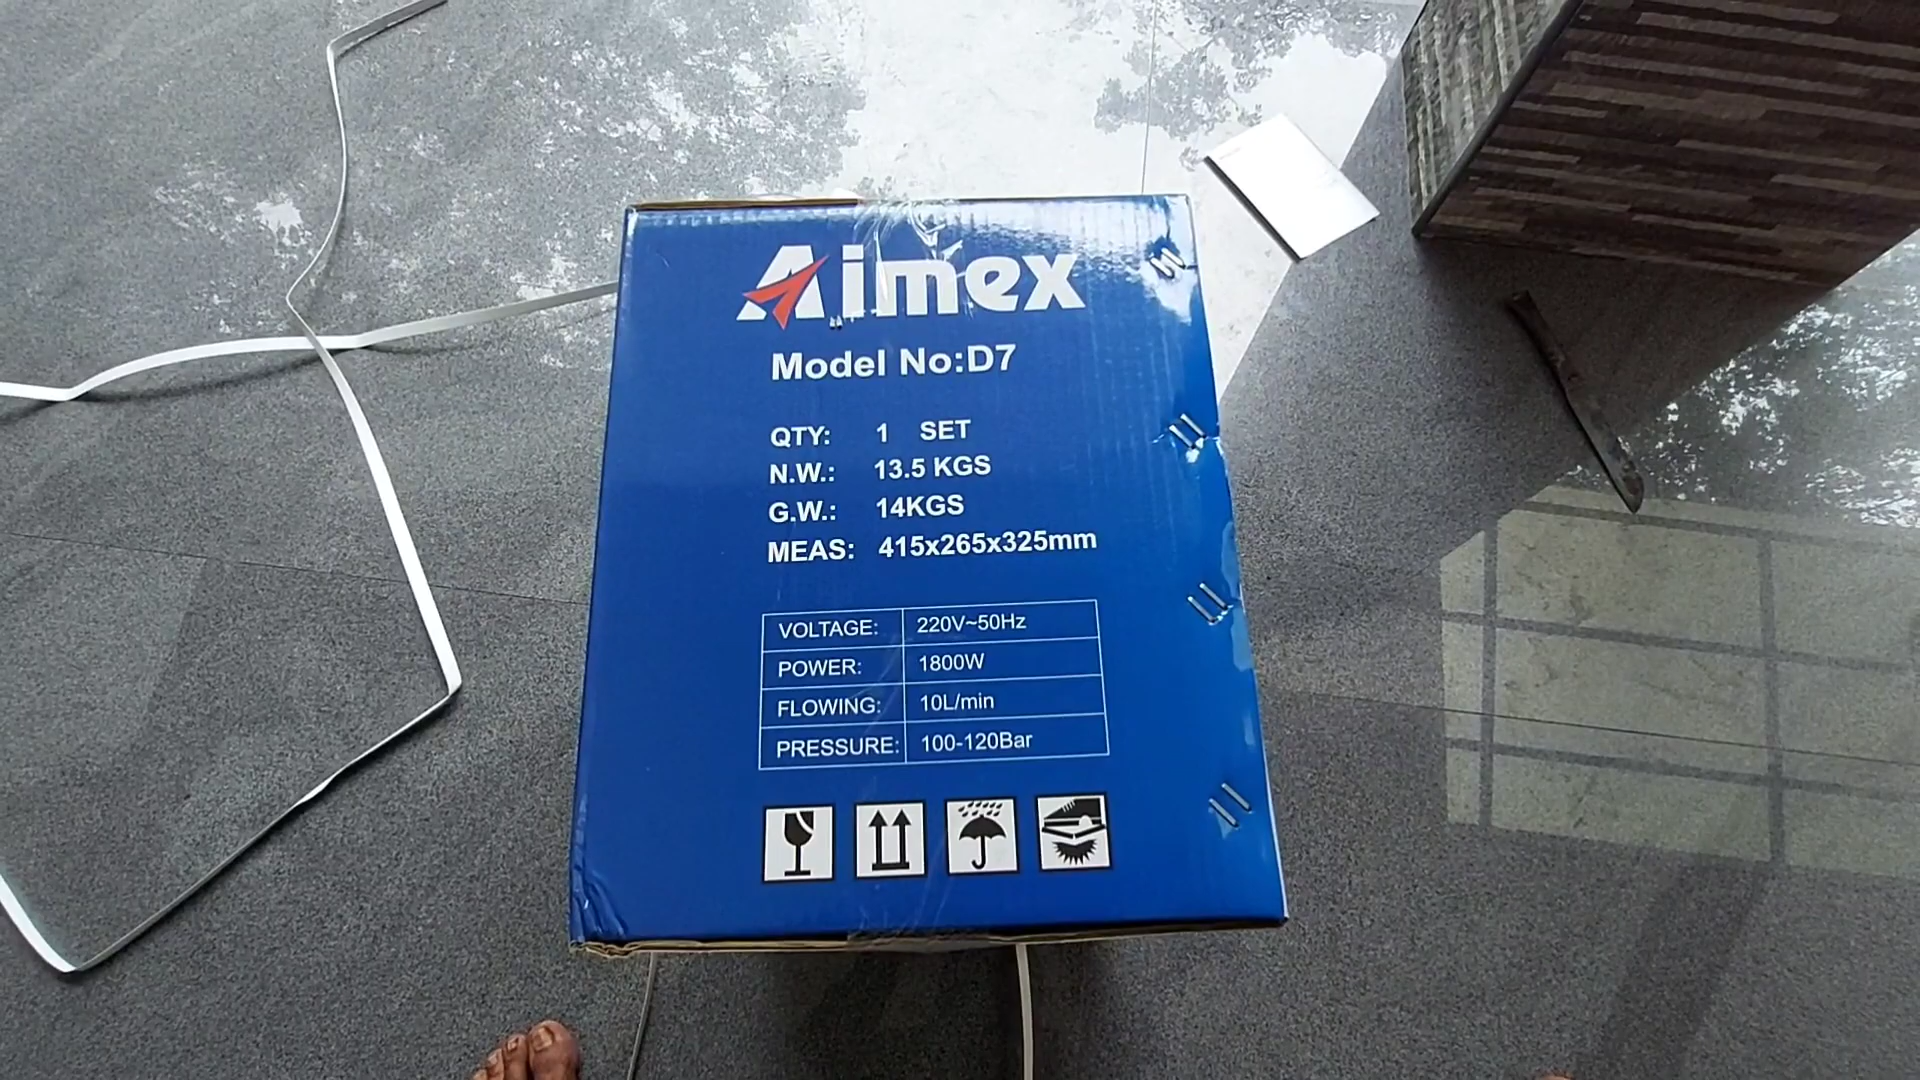 Aimex
Model No:D7
QTY: 1 SET
N.W.: 13.5 KGS
G.W.: 14KGS
MEAS: 415x265x325mm
VOLTAGE: 220V~50Hz
POWER: 1800W
FLOWING: 10L/min
PRESSURE: 100-120Bar